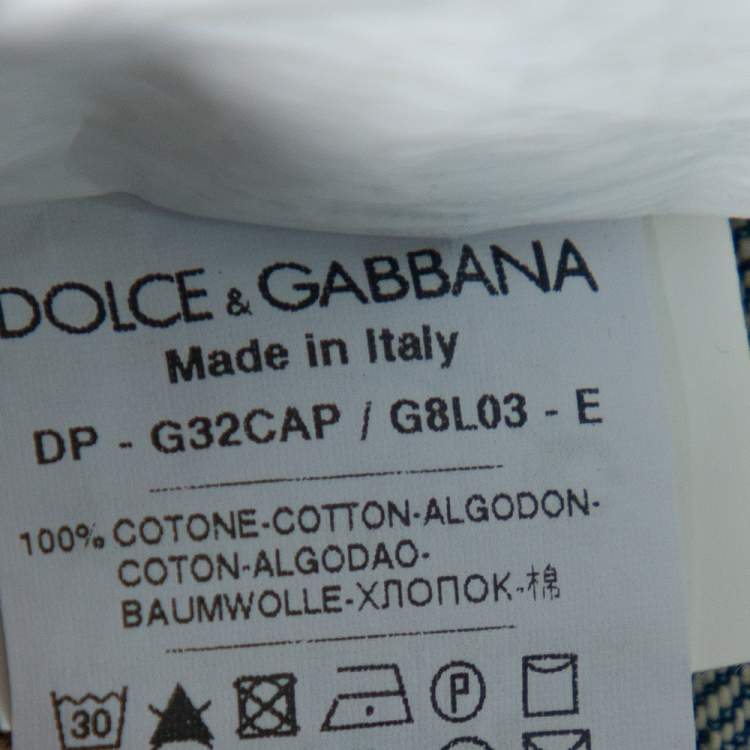 DOLCE & GABBANA
Made in Italy
DP - G32CAP / G8L03 - E
100% COTONE-COTTON-ALGODON-
COTON-ALGODAO-
BAUMWOLLE-ХЛОПОК-棉
30 P